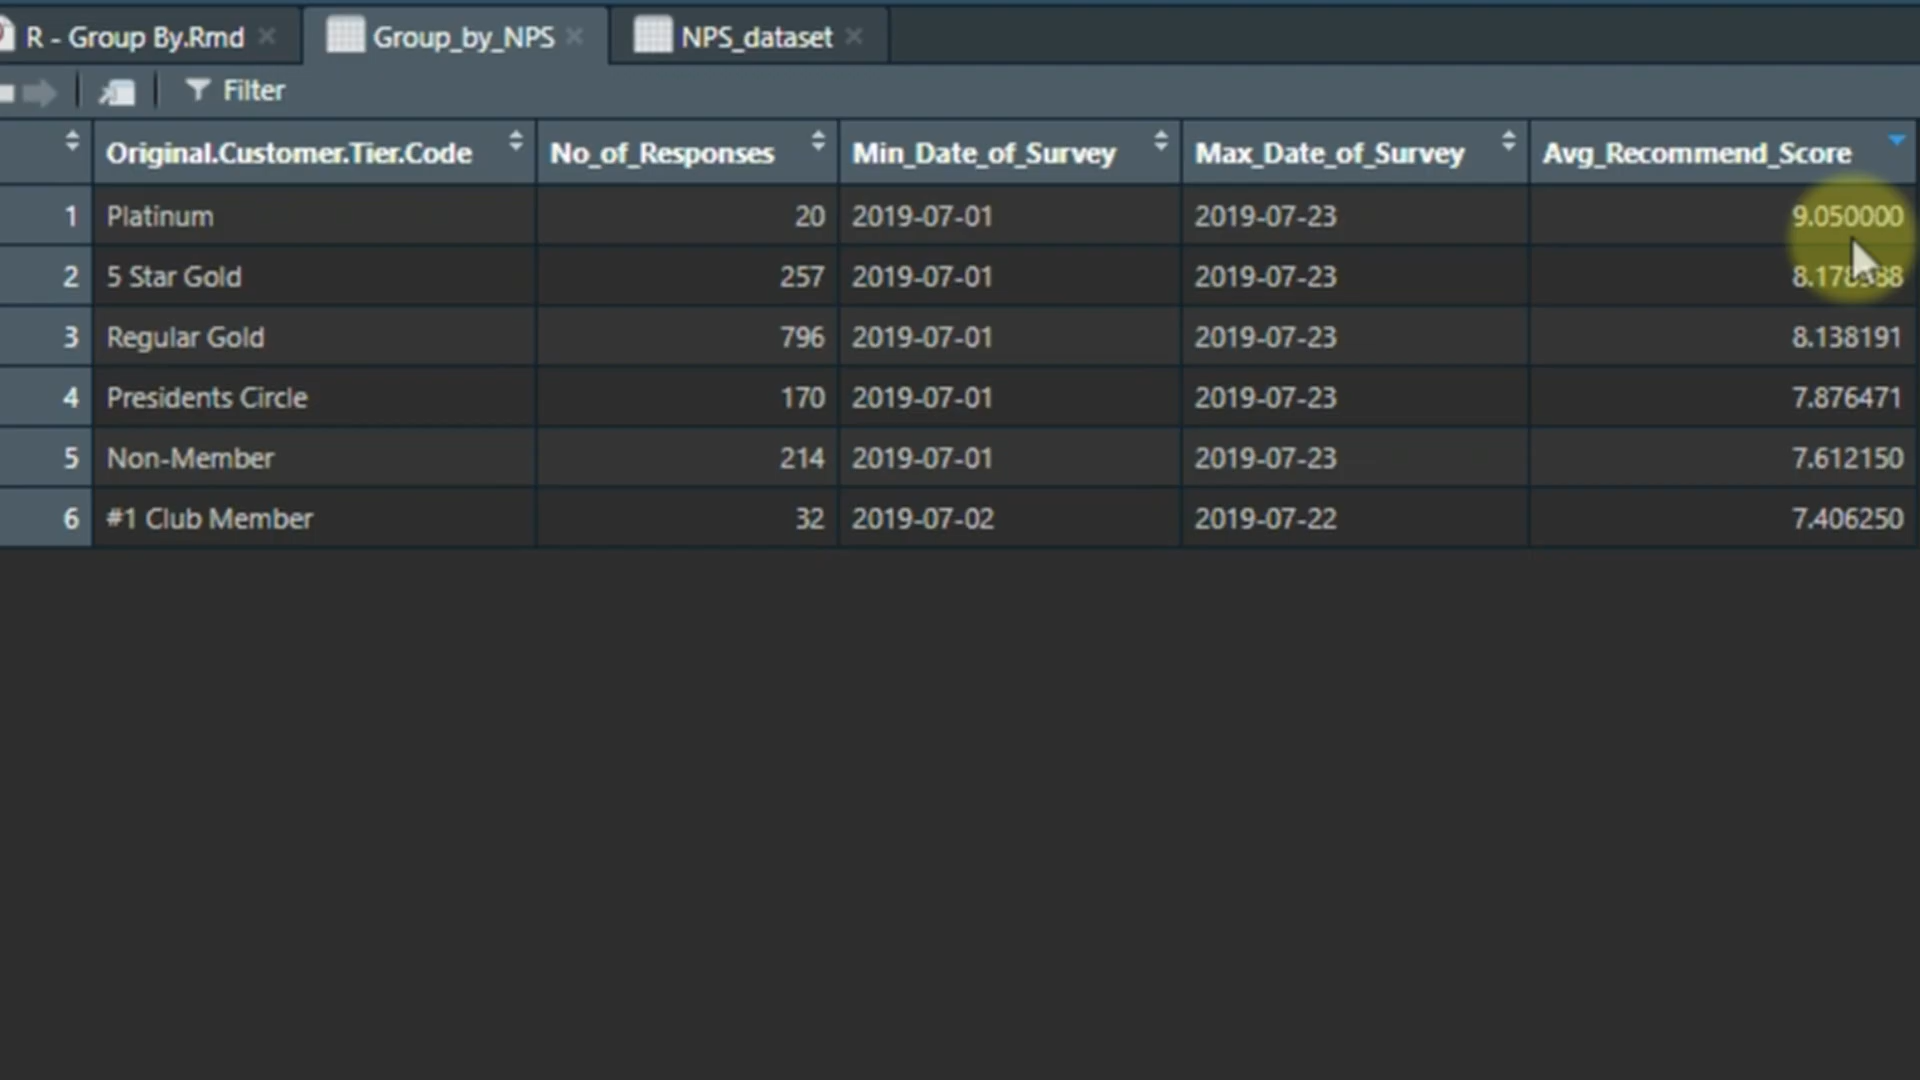 R - Group By.Rmd Group_by_NPS NPS_dataset
Filter
Original.Customer.Tier.Code No_of_Responses Min_Date_of_Survey Max_Date_of_Survey Avg_Recommend_Score
1 Platinum 20 2019-07-01 2019-07-23 9.050000
2 5 Star Gold 257 2019-07-01 2019-07-23
3 Regular Gold 796 2019-07-01 2019-07-23 8.138191
4 Presidents Circle 170 2019-07-01 2019-07-23 7.876471
5 Non-Member 214 2019-07-01 2019-07-23 7.612150
6 #1 Club Member 32 2019-07-02 2019-07-22 7.406250